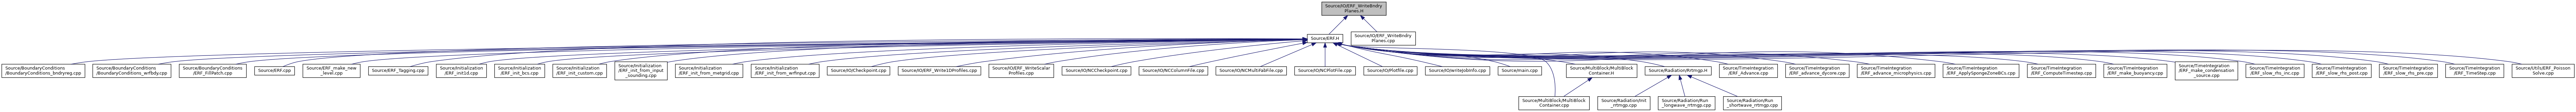 Source/IO/ERF_WriteBndry
Planes.H
Source/ERF.H
Source/IO/ERF_WriteBndry
Planes.cpp
Source/BoundaryConditions
/BoundaryConditions_bndryreg.cpp
Source/BoundaryConditions
/BoundaryConditions_wrfbdy.cpp
Source/BoundaryConditions
/ERF_FillPatch.cpp
Source/ERF.cpp
Source/ERF_make_new
_level.cpp
Source/ERF_Tagging.cpp
Source/Initialization
/ERF_init1d.cpp
Source/Initialization
/ERF_init_bcs.cpp
Source/Initialization
/ERF_init_custom.cpp
Source/Initialization
/ERF_init_from_input
_sounding.cpp
Source/Initialization
/ERF_init_from_metgrid.cpp
Source/Initialization
/ERF_init_from_wrfinput.cpp
Source/IO/Checkpoint.cpp
Source/IO/ERF_Write1DProfiles.cpp
Source/IO/ERF_WriteScalar
Profiles.cpp
Source/IO/NCCheckpoint.cpp
Source/IO/NCColumnFile.cpp
Source/IO/NCMultiFabFile.cpp
Source/IO/NCPlotFile.cpp
Source/IO/Plotfile.cpp
Source/IO/writeJobInfo.cpp
Source/main.cpp
Source/MultiBlock/MultiBlock
Container.H
Source/Radiation/Rrtmgp.H
Source/TimeIntegration
/ERF_Advance.cpp
Source/TimeIntegration
/ERF_advance_dycore.cpp
Source/TimeIntegration
/ERF_advance_microphysics.cpp
Source/TimeIntegration
/ERF_ApplySpongeZoneBCs.cpp
Source/TimeIntegration
/ERF_ComputeTimestep.cpp
Source/TimeIntegration
/ERF_make_buoyancy.cpp
Source/TimeIntegration
/ERF_make_condensation
_source.cpp
Source/TimeIntegration
/ERF_slow_rhs_inc.cpp
Source/TimeIntegration
/ERF_slow_rhs_post.cpp
Source/TimeIntegration
/ERF_slow_rhs_pre.cpp
Source/TimeIntegration
/ERF_TimeStep.cpp
Source/Utils/ERF_Poisson
Solve.cpp
Source/MultiBlock/MultiBlock
Container.cpp
Source/Radiation/Init
_rrtmgp.cpp
Source/Radiation/Run
_longwave_rrtmgp.cpp
Source/Radiation/Run
_shortwave_rrtmgp.cpp